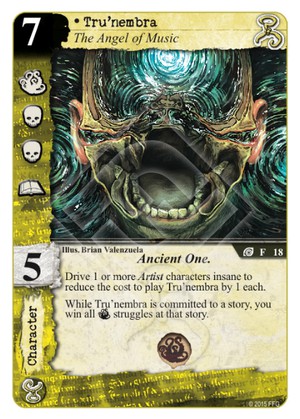 7
• Tru'nembra
The Angel of Music
Illus. Brian Valenzuela
F 18
5
Ancient One.
Drive 1 or more Artist characters insane to
reduce the cost to play Tru'nembra by 1 each.
While Tru'nembra is committed to a story, you
win all struggles at that story.
Character
© 2015 FFG